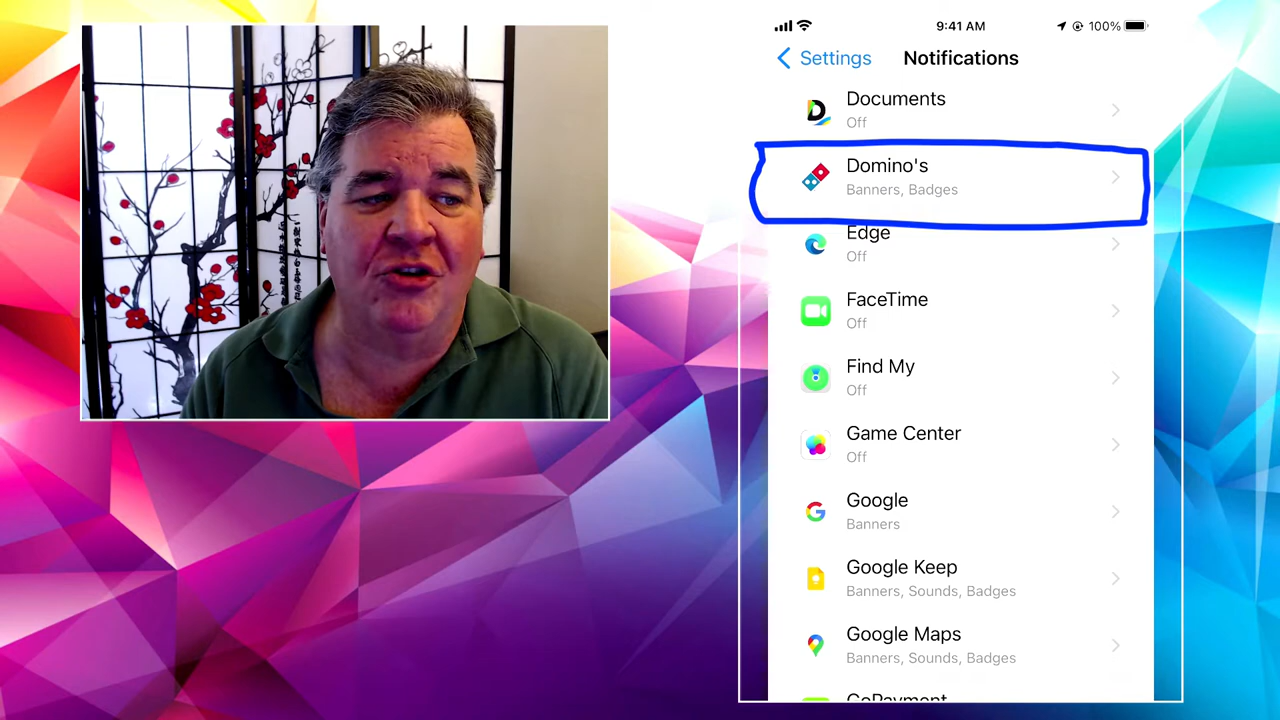 9:41 AM
100%
Settings
Notifications
Documents
Off
Domino's
Banners, Badges
Edge
Off
FaceTime
Off
Find My
Off
Game Center
Off
Google
Banners
Google Keep
Banners, Sounds, Badges
Google Maps
Banners, Sounds, Badges
GoPayment